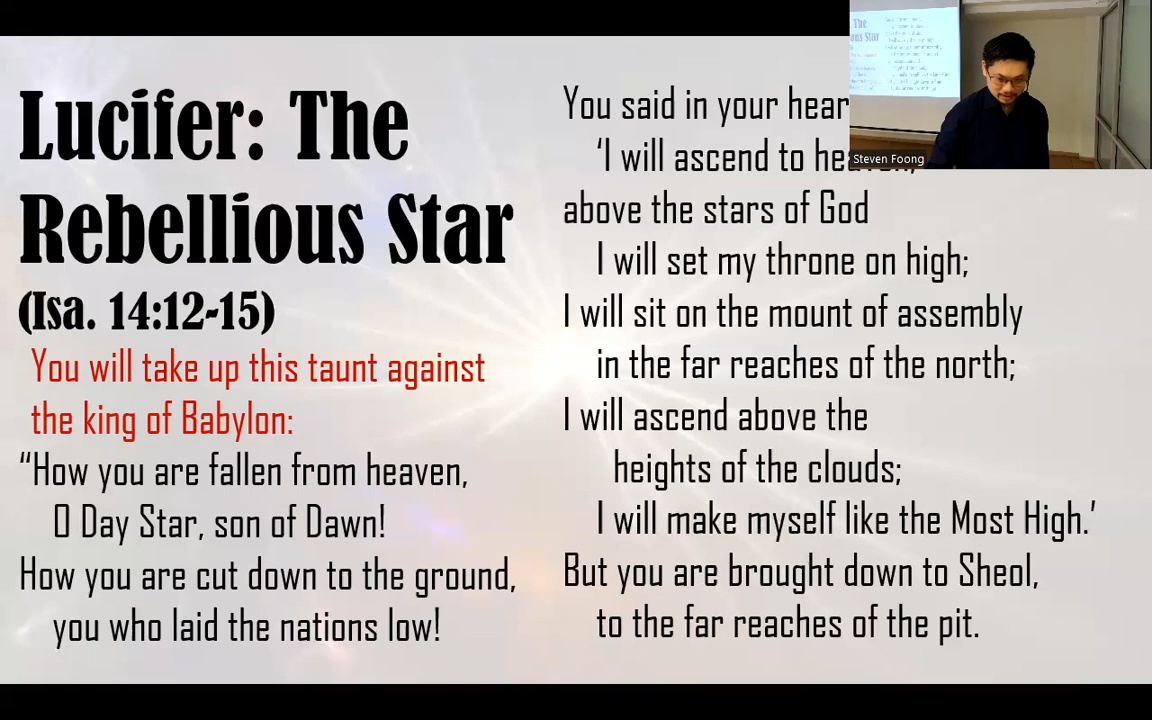 Lucifer: The
Rebellious Star
(Isa. 14:12-15)
You will take up this taunt against
the king of Babylon:
“How you are fallen from heaven,
O Day Star, son of Dawn!
How you are cut down to the ground,
you who laid the nations low!
You said in your hear
‘I will ascend to
above the stars of God
I will set my throne on high;
I will sit on the mount of assembly
in the far reaches of the north;
I will ascend above the
heights of the clouds;
I will make myself like the Most High.’
But you are brought down to Sheol,
to the far reaches of the pit.
Steven Foong